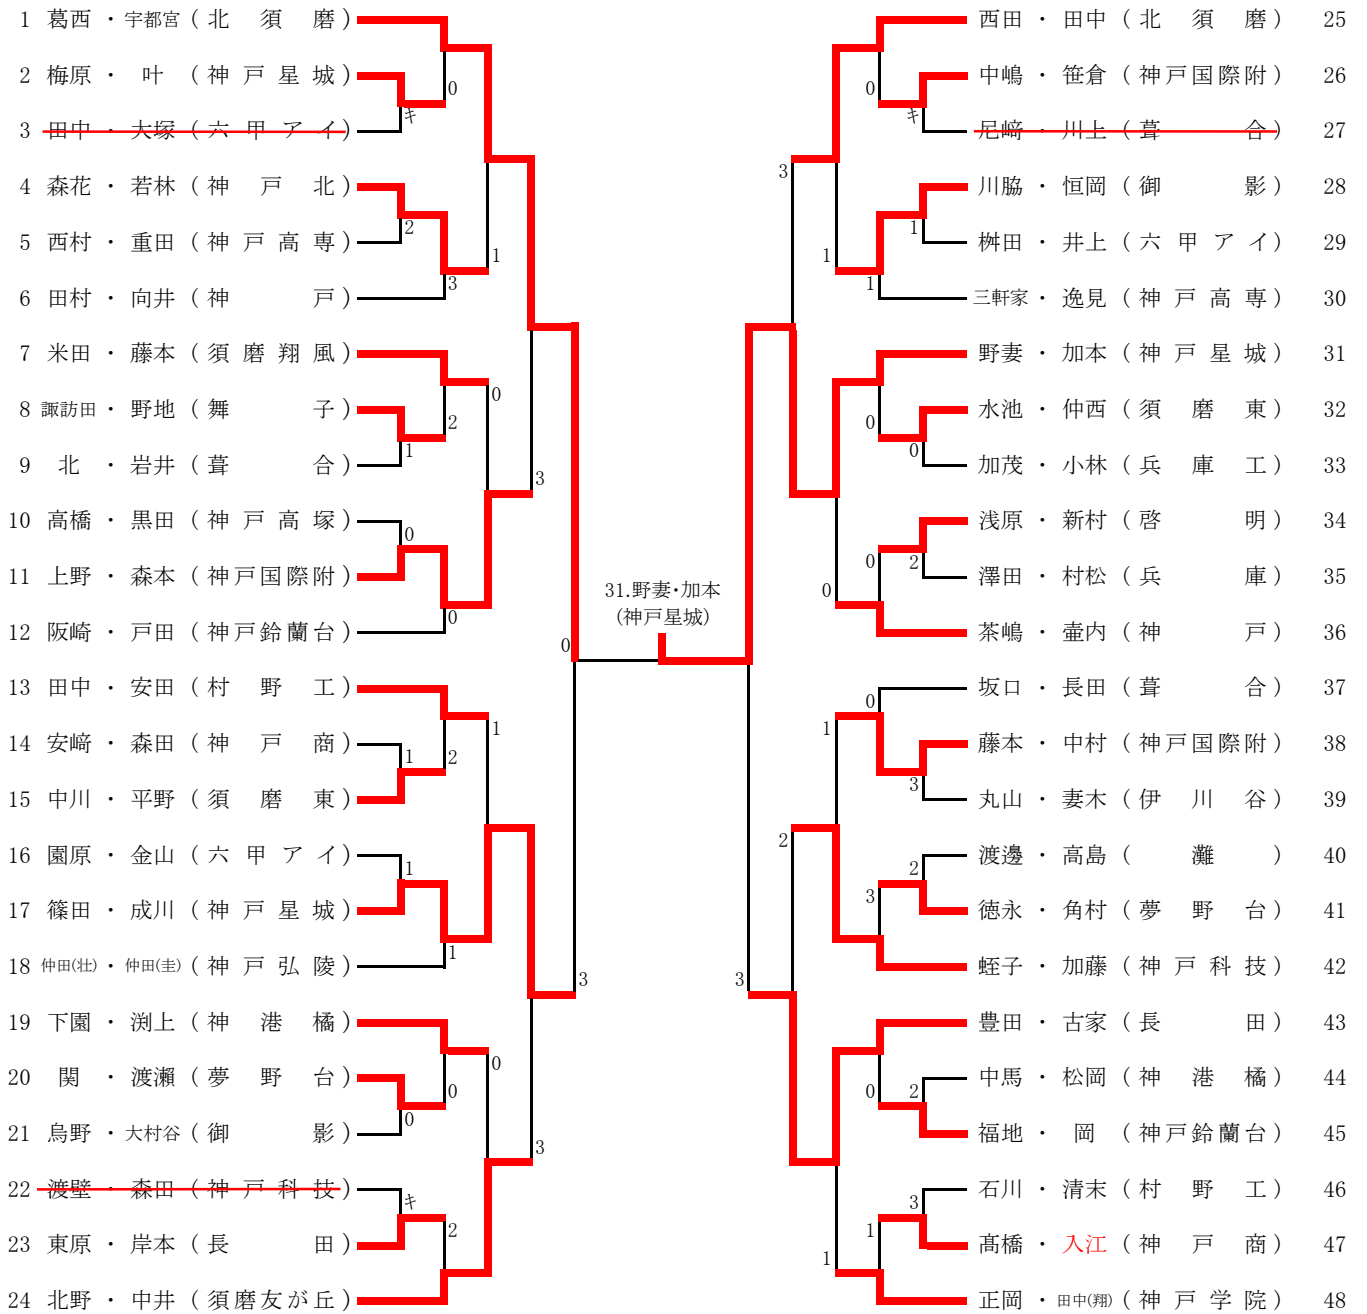 1 葛西・宇都宮(北須磨)
2 梅原・叶(神戸星城)
3 田中・大塚(六甲アイ)
4 森花・若林(神戸北)
5 西村・重田(神戸高専)
6 田村・向井(神戸)
7 米田・藤本(須磨翔風)
8 諏訪田・野地(舞子)
9 北・岩井(葺合)
10 高橋・黒田(神戸高塚)
11 上野・森本(神戸国際附)
12 阪崎・戸田(神戸鈴蘭台)
13 田中・安田(村野工)
14 安﨑・森田(神戸商)
15 中川・平野(須磨東)
16 園原・金山(六甲アイ)
17 篠田・成川(神戸星城)
18 仲田(壮)・仲田(圭)(神戸弘陵)
19 下園・渕上(神港橘)
20 関・渡瀬(夢野台)
21 烏野・大村谷(御影)
22 渡壁・森田(神戸科技)
23 東原・岸本(長田)
24 北野・中井(須磨友が丘)
0
キ
2
3
1
0
2
1
0
0
3
0
1
2
1
1
1
3
0
0
0
キ
2
3
31.野妻・加本
(神戸星城)
西田・田中(北須磨) 25
中嶋・笹倉(神戸国際附) 26
尼﨑・川上(葺合) 27
川脇・恒岡(御影) 28
桝田・井上(六甲アイ) 29
三軒家・逸見(神戸高専) 30
野妻・加本(神戸星城) 31
水池・仲西(須磨東) 32
加茂・小林(兵庫工) 33
浅原・新村(啓明) 34
澤田・村松(兵庫) 35
茶嶋・壷内(神戸) 36
坂口・長田(葺合) 37
藤本・中村(神戸国際附) 38
丸山・妻木(伊川谷) 39
渡邊・高島(灘) 40
徳永・角村(夢野台) 41
蛭子・加藤(神戸科技) 42
豊田・古家(長田) 43
中馬・松岡(神港橘) 44
福地・岡(神戸鈴蘭台) 45
石川・清末(村野工) 46
髙橋・入江(神戸商) 47
正岡・田中(翔)(神戸学院) 48
0
キ
3
1
1
1
0
0
0
2
0
0
1
3
2
2
3
3
0
2
3
1
1